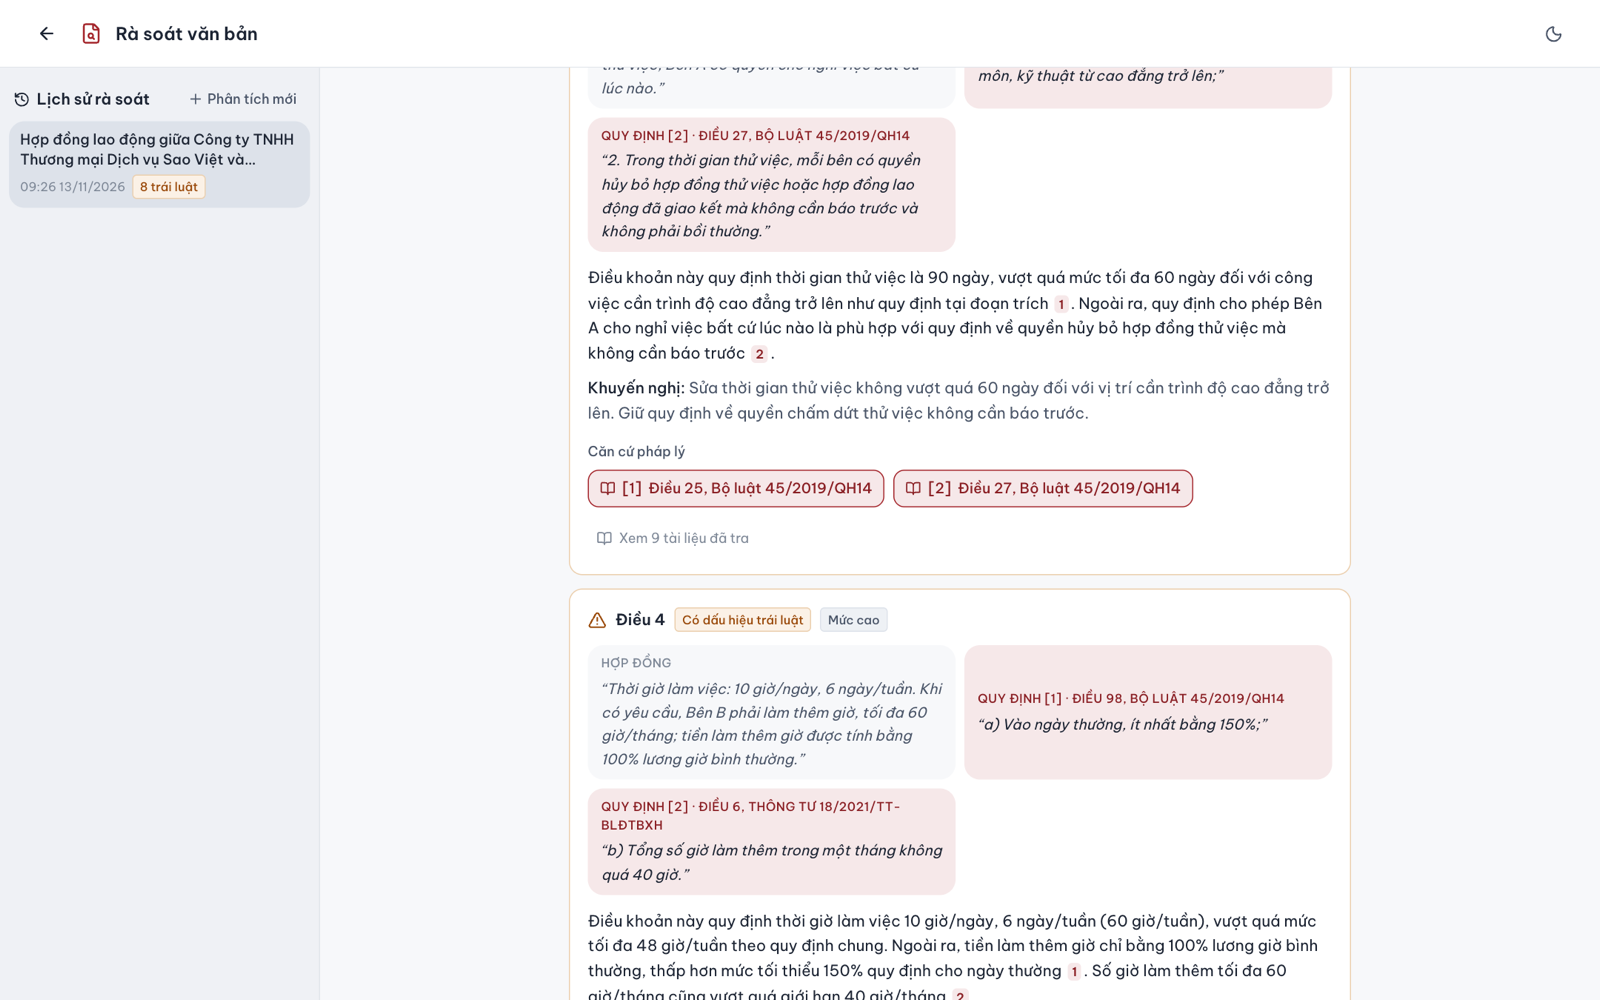 Rà soát văn bản
Lịch sử rà soát
Phân tích mới
Hợp đồng lao động giữa Công ty TNHH
Thương mại Dịch vụ Sao Việt và...
09:26 13/11/2026
8 trái luật
lúc nào.”
môn, kỹ thuật từ cao đẳng trở lên;”
QUY ĐỊNH [2] · ĐIỀU 27, BỘ LUẬT 45/2019/QH14
“2. Trong thời gian thử việc, mỗi bên có quyền
hủy bỏ hợp đồng thử việc hoặc hợp đồng lao
động đã giao kết mà không cần báo trước và
không phải bồi thường.”
Điều khoản này quy định thời gian thử việc là 90 ngày, vượt quá mức tối đa 60 ngày đối với công
việc cần trình độ cao đẳng trở lên như quy định tại đoạn trích 1 . Ngoài ra, quy định cho phép Bên
A cho nghỉ việc bất cứ lúc nào là phù hợp với quy định về quyền hủy bỏ hợp đồng thử việc mà
không cần báo trước 2 .
Khuyến nghị: Sửa thời gian thử việc không vượt quá 60 ngày đối với vị trí cần trình độ cao đẳng trở
lên. Giữ quy định về quyền chấm dứt thử việc không cần báo trước.
Căn cứ pháp lý
[1] Điều 25, Bộ luật 45/2019/QH14
[2] Điều 27, Bộ luật 45/2019/QH14
Xem 9 tài liệu đã tra
Điều 4
Có dấu hiệu trái luật
Mức cao
HỢP ĐỒNG
“Thời giờ làm việc: 10 giờ/ngày, 6 ngày/tuần. Khi
có yêu cầu, Bên B phải làm thêm giờ, tối đa 60
giờ/tháng; tiền làm thêm giờ được tính bằng
100% lương giờ bình thường.”
QUY ĐỊNH [1] · ĐIỀU 98, BỘ LUẬT 45/2019/QH14
“a) Vào ngày thường, ít nhất bằng 150%;”
QUY ĐỊNH [2] · ĐIỀU 6, THÔNG TƯ 18/2021/TT-
BLĐTBXH
“b) Tổng số giờ làm thêm trong một tháng không
quá 40 giờ.”
Điều khoản này quy định thời giờ làm việc 10 giờ/ngày, 6 ngày/tuần (60 giờ/tuần), vượt quá mức
tối đa 48 giờ/tuần theo quy định chung. Ngoài ra, tiền làm thêm giờ chỉ bằng 100% lương giờ bình
thường, thấp hơn mức tối thiểu 150% quy định cho ngày thường 1 . Số giờ làm thêm tối đa 60
giờ/tháng cũng vượt quá giới hạn 40 giờ/tháng 2